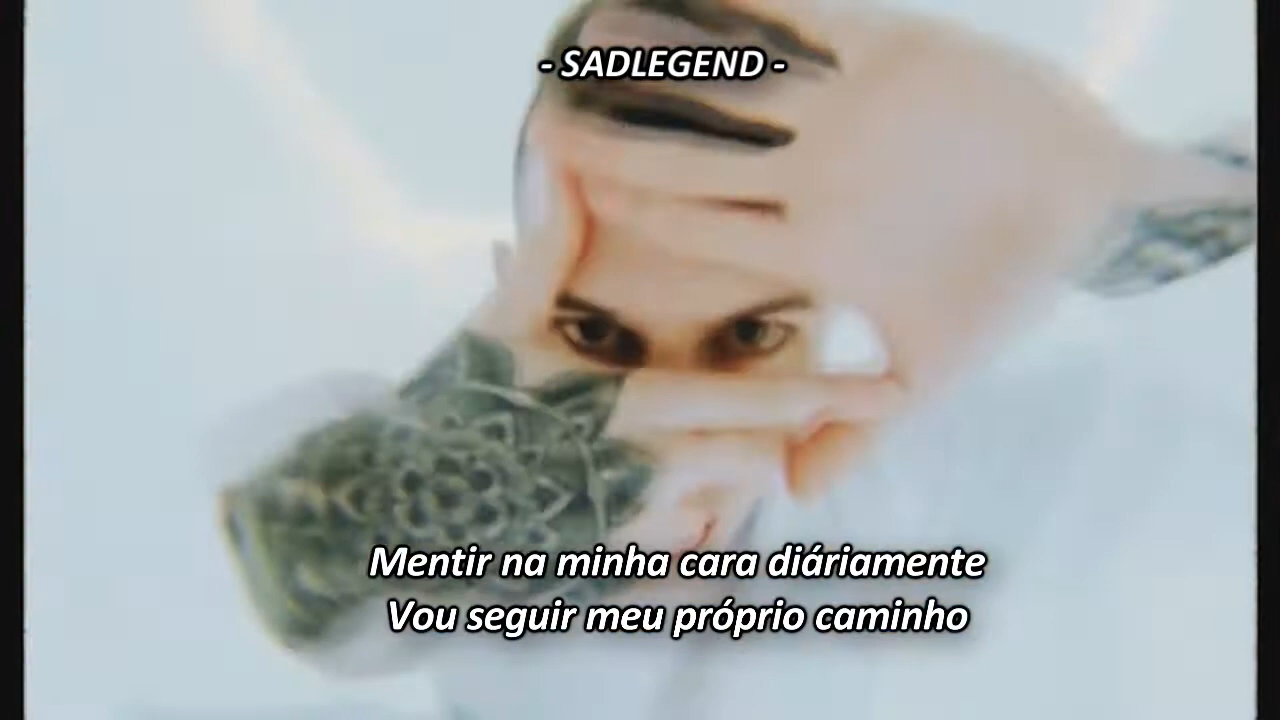 - SADLEGEND -
Mentir na minha cara diáriamente
Vou seguir meu próprio caminho